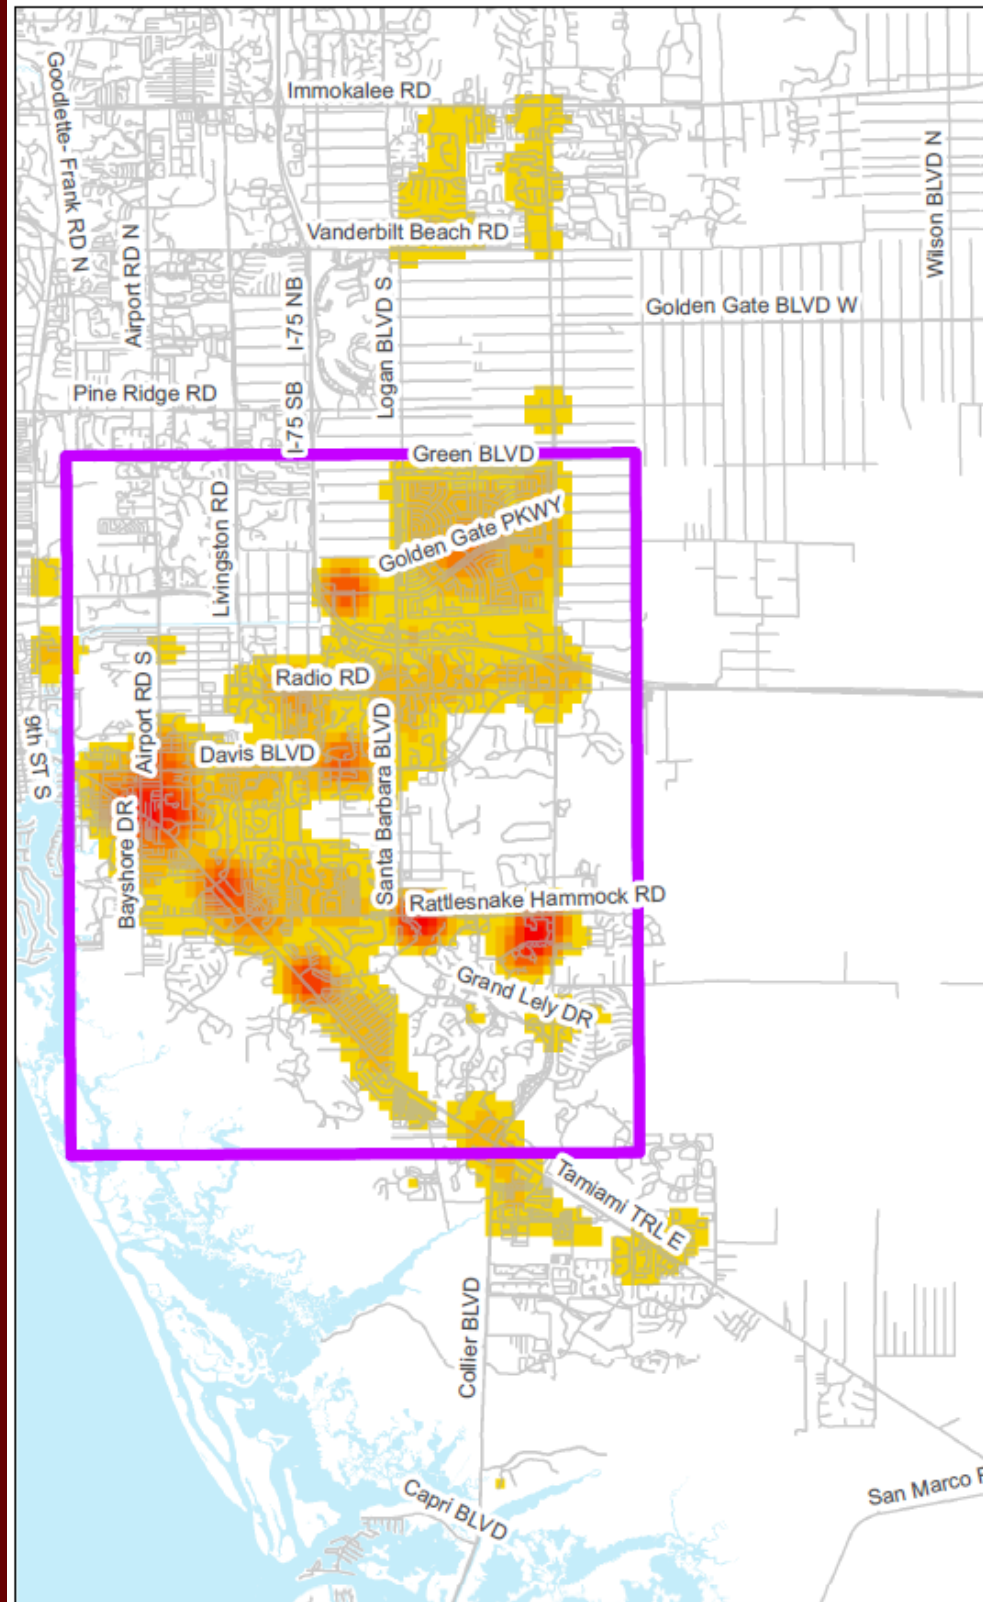 Immokalee RD
Goodlette- Frank RD N
Wilson BLVD N
Vanderbilt Beach RD
Airport RD N
I-75 NB
Logan BLVD S
Golden Gate BLVD W
Pine Ridge RD
I-75 SB
Green BLVD
Livingston RD
Golden Gate PKWY
Radio RD
Airport RD S
9th ST S
Davis BLVD
Santa Barbara BLVD
Bayshore DR
Rattlesnake Hammock RD
Grand Lely DR
Tamiami TRL E
Collier BLVD
Capri BLVD
San Marco